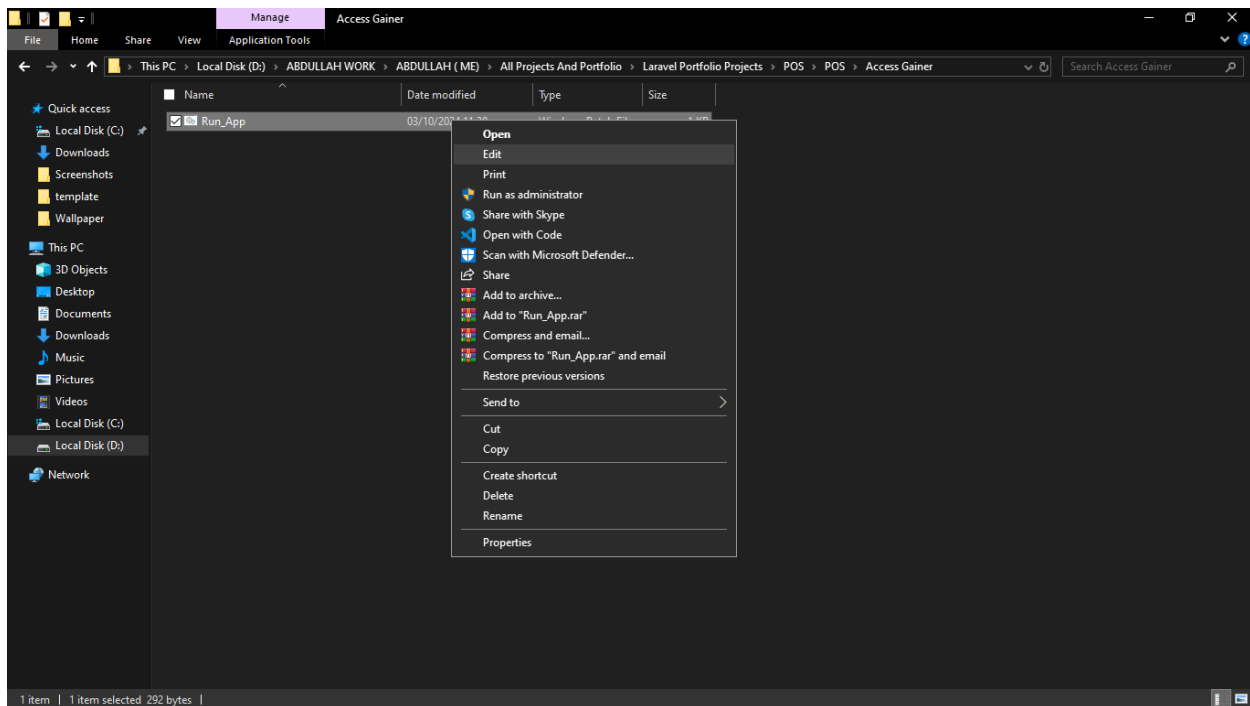 Manage
Access Gainer
File
Home
Share
View
Application Tools
This PC
Local Disk (D:)
ABDULLAH WORK
ABDULLAH ( ME)
All Projects And Portfolio
Laravel Portfolio Projects
POS
POS
Access Gainer
Search Access Gainer
Name
Date modified
Type
Size
Quick access
Local Disk (C:)
Downloads
Screenshots
template
Wallpaper
This PC
3D Objects
Desktop
Documents
Downloads
Music
Pictures
Videos
Local Disk (C:)
Local Disk (D:)
Network
Run_App
Open
Edit
Print
Run as administrator
Share with Skype
Open with Code
Scan with Microsoft Defender...
Share
Add to archive...
Add to "Run_App.rar"
Compress and email...
Compress to "Run_App.rar" and email
Restore previous versions
Send to
Cut
Copy
Create shortcut
Delete
Rename
Properties
1 item
1 item selected 292 bytes